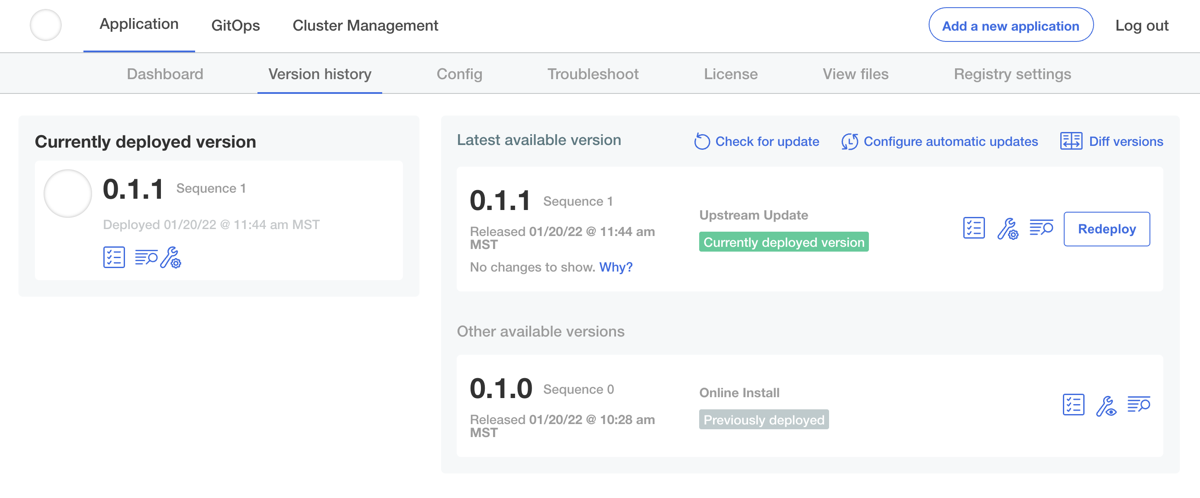 Application GitOps Cluster Management Add a new application Log out
Dashboard Version history Config Troubleshoot License View files Registry settings
Currently deployed version
0.1.1 Sequence 1
Deployed 01/20/22 @ 11:44 am MST
Latest available version Check for update Configure automatic updates Diff versions
0.1.1 Sequence 1
Released 01/20/22 @ 11:44 am
MST
No changes to show. Why?
Upstream Update
Currently deployed version
Redeploy
Other available versions
0.1.0 Sequence 0
Released 01/20/22 @ 10:28 am
MST
Online Install
Previously deployed